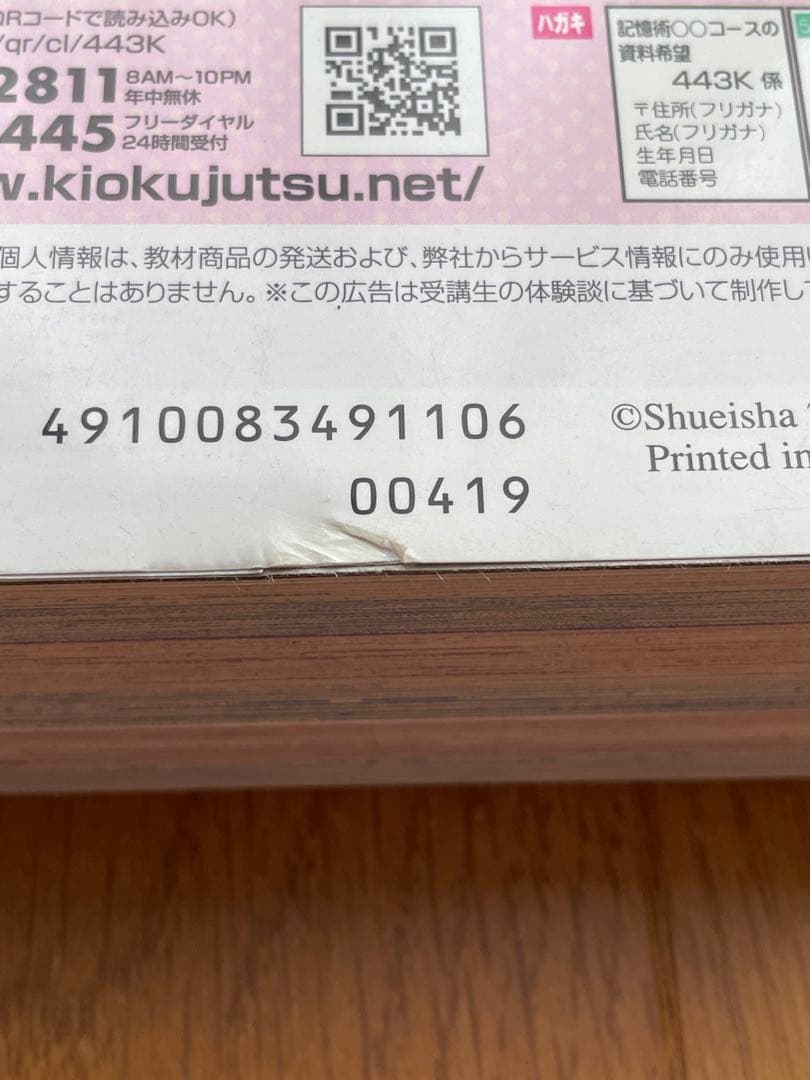 QRコードで読み込みOK)
/qr/cl/443K
2811 8AM～10PM
年中無休
445 フリーダイヤル
24時間受付
w.kiokujutsu.net/
ハガキ
記憶術〇〇コースの
資料希望
443K 係
〒住所(フリガナ)
氏名(フリガナ)
生年月日
電話番号
個人情報は、教材商品の発送および、弊社からサービス情報にのみ使用
することはありません。※この広告は受講生の体験談に基づいて制作し
4910083491106
00419
©Shueisha
Printed in